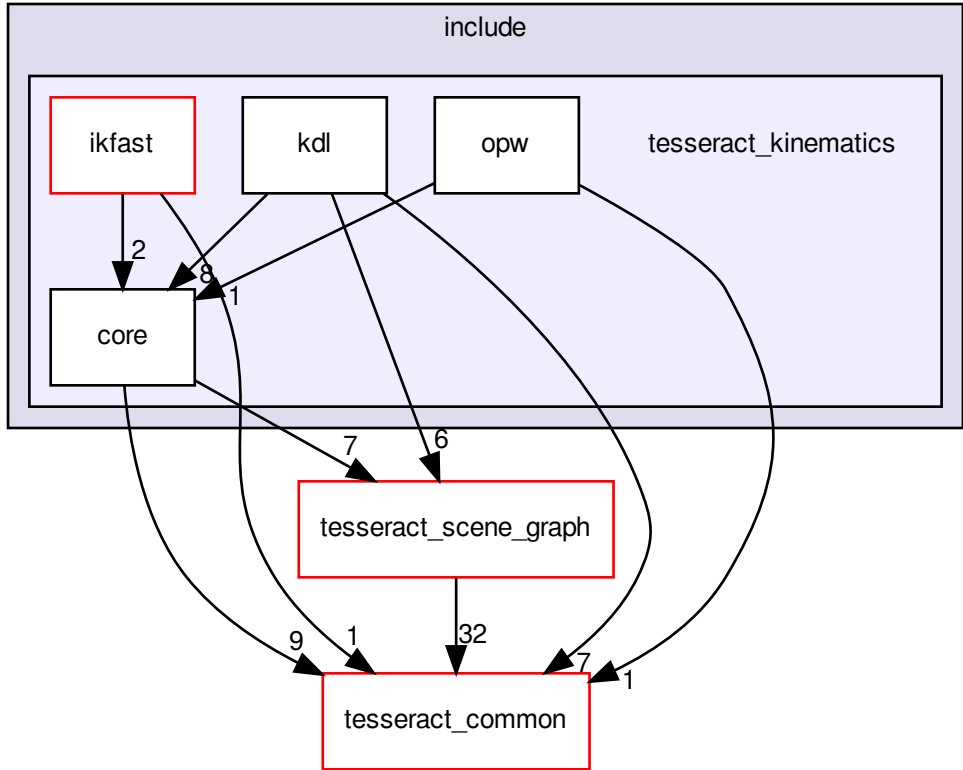 include
ikfast
kdl
opw
tesseract_kinematics
2
8
1
core
7
6
tesseract_scene_graph
9
1
32
7
1
tesseract_common